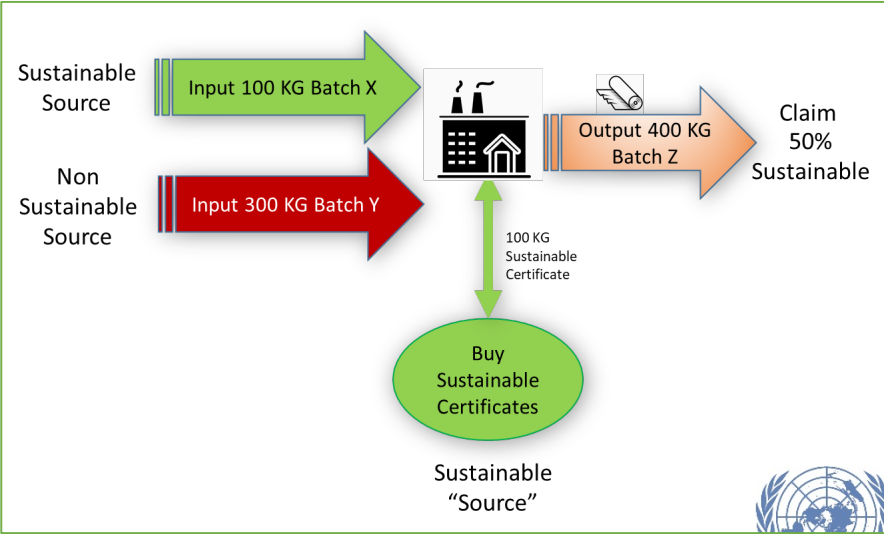 Sustainable
Source
Input 100 KG Batch X
Output 400 KG
Batch Z
Claim
50%
Sustainable
Non
Sustainable
Source
Input 300 KG Batch Y
100 KG
Sustainable
Certificate
Buy
Sustainable
Certificates
Sustainable
“Source”